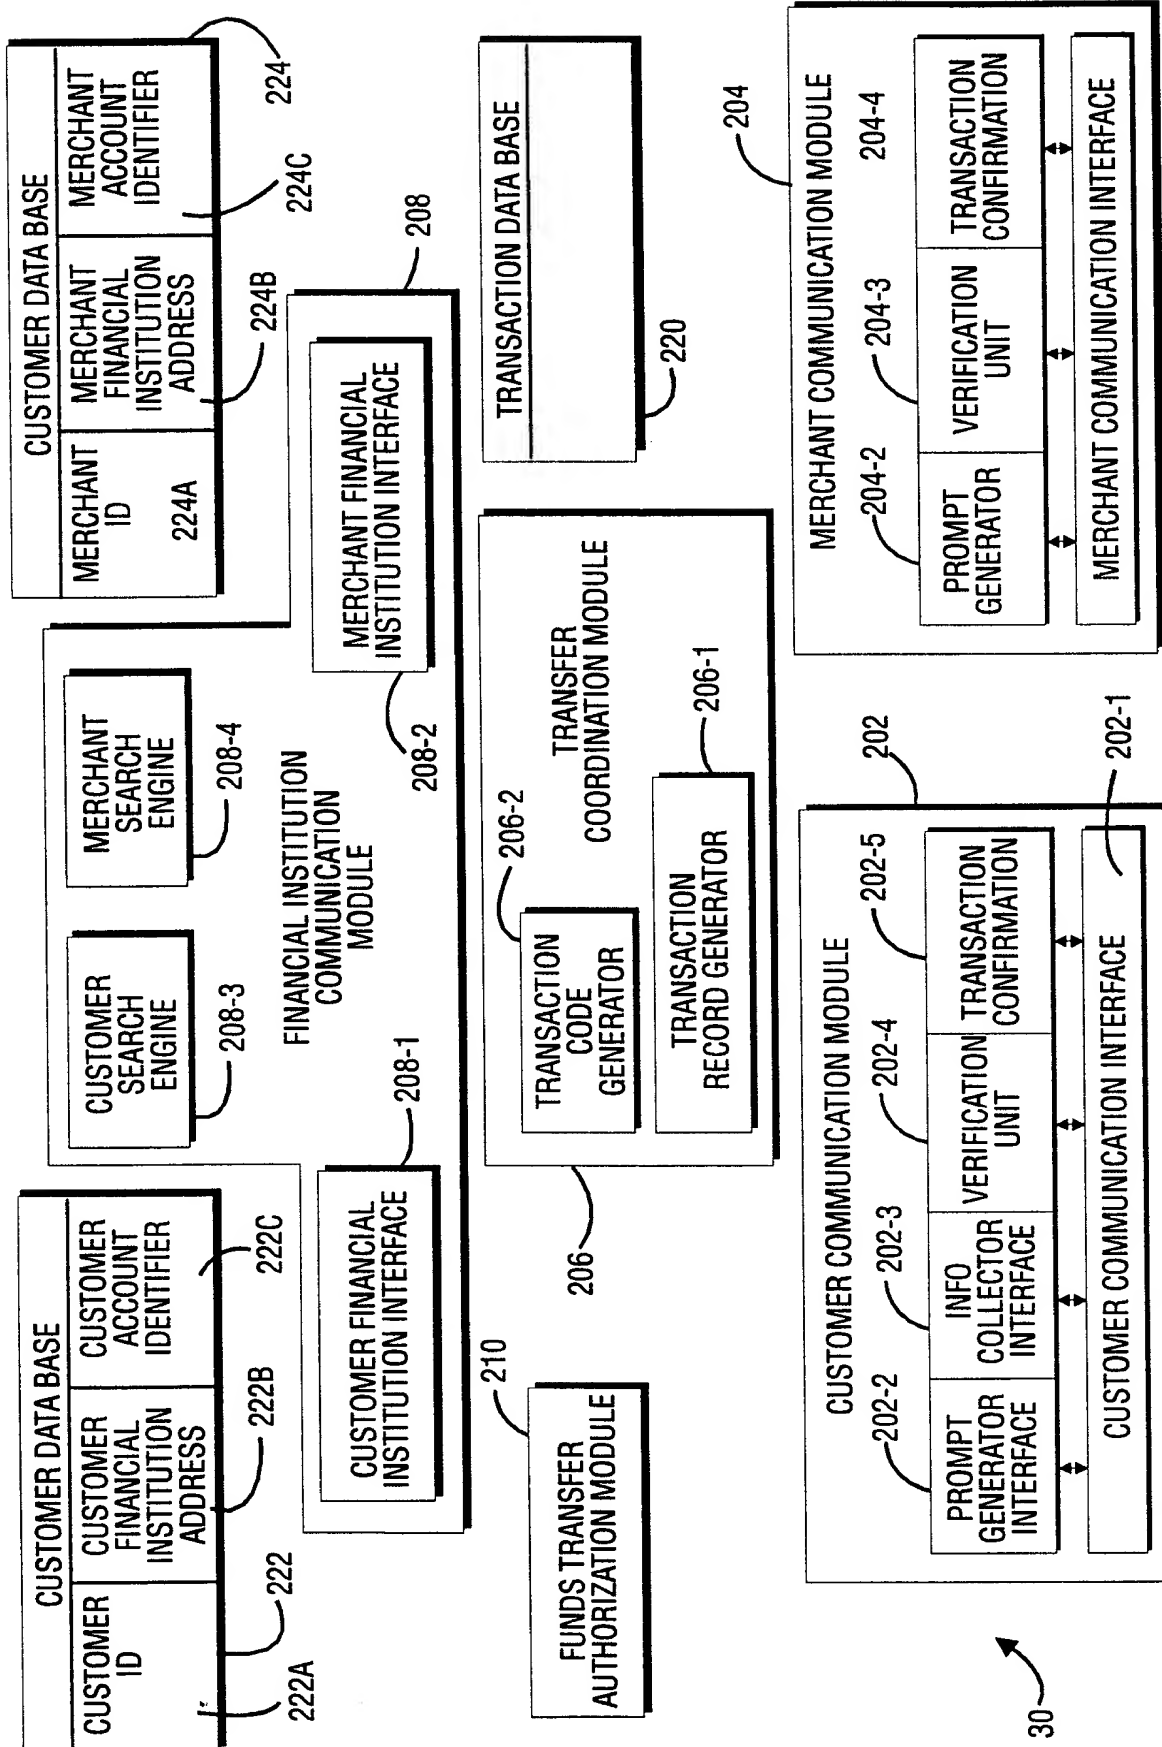 CUSTOMER DATA BASE
CUSTOMER
ID
CUSTOMER
FINANCIAL
INSTITUTION
ADDRESS
CUSTOMER
ACCOUNT
IDENTIFIER
222A
222
222B
222C
CUSTOMER
SEARCH
ENGINE
208-3
MERCHANT
SEARCH
ENGINE
208-4
FINANCIAL INSTITUTION
COMMUNICATION
MODULE
CUSTOMER FINANCIAL
INSTITUTION INTERFACE
208-1
MERCHANT FINANCIAL
INSTITUTION INTERFACE
208-2
208
CUSTOMER DATA BASE
MERCHANT
ID
224A
MERCHANT
FINANCIAL
INSTITUTION
ADDRESS
224B
MERCHANT
ACCOUNT
IDENTIFIER
224C
224
FUNDS TRANSFER
AUTHORIZATION MODULE
210
206
TRANSACTION
CODE
GENERATOR
206-2
TRANSFER
COORDINATION MODULE
TRANSACTION
RECORD GENERATOR
206-1
TRANSACTION DATA BASE
220
30
CUSTOMER COMMUNICATION MODULE
202
202-2
202-3
202-4
202-5
PROMPT
GENERATOR
INTERFACE
INFO
COLLECTOR
INTERFACE
VERIFICATION
UNIT
TRANSACTION
CONFIRMATION
CUSTOMER COMMUNICATION INTERFACE
202-1
MERCHANT COMMUNICATION MODULE
204
204-2
204-3
204-4
PROMPT
GENERATOR
VERIFICATION
UNIT
TRANSACTION
CONFIRMATION
MERCHANT COMMUNICATION INTERFACE